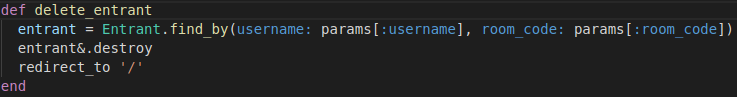 def delete_entrant
  entrant = Entrant.find_by(username: params[:username], room_code: params[:room_code])
  entrant&.destroy
  redirect_to '/'
end